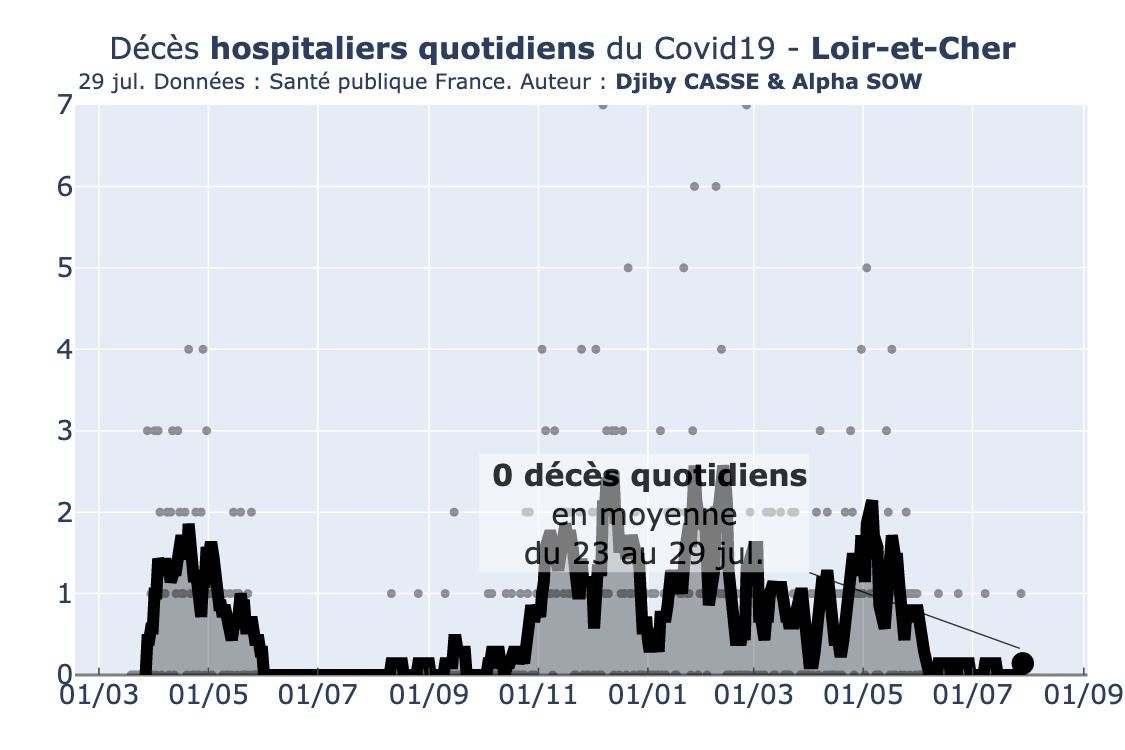 Décès hospitaliers quotidiens du Covid19 - Loir-et-Cher
29 jul. Données : Santé publique France. Auteur : Djiby CASSE & Alpha SOW
7
6
5
4
3
2
1
0
0 décès quotidiens
en moyenne
du 23 au 29 jul.
01/03 01/05 01/07 01/09 01/11 01/01 01/03 01/05 01/07 01/09